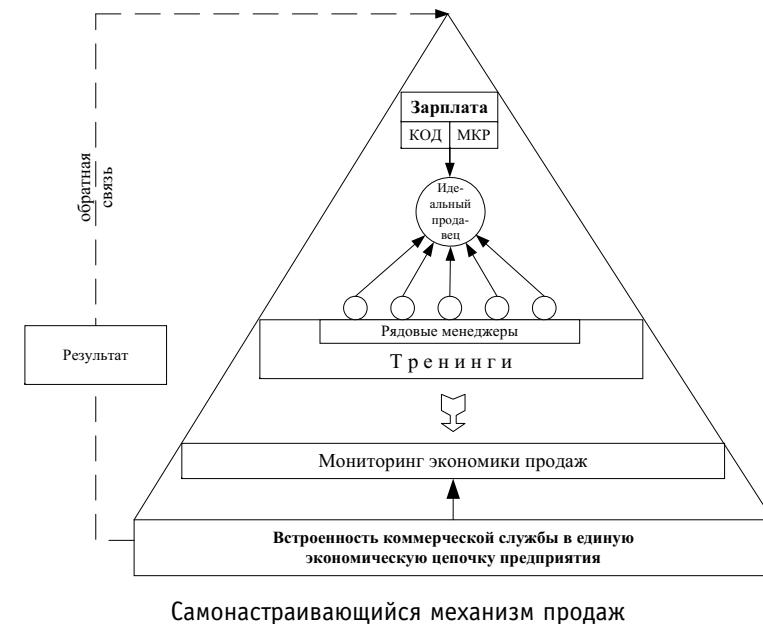 Зарплата
КОД МКР
Иде-
альный
прода-
вец
обратная
связь
Рядовые менеджеры
Тренинги
Результат
Мониторинг экономики продаж
Встроенность коммерческой службы в единую
экономическую цепочку предприятия
Самонастраивающийся механизм продаж